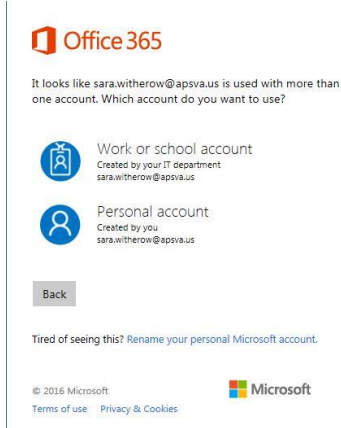 Office 365
It looks like sara.witherow@apsva.us is used with more than
one account. Which account do you want to use?
Work or school account
Created by your IT department
sara.witherow@apsva.us
Personal account
Created by you
sara.witherow@apsva.us
Back
Tired of seeing this? Rename your personal Microsoft account.
© 2016 Microsoft
Microsoft
Terms of use Privacy & Cookies